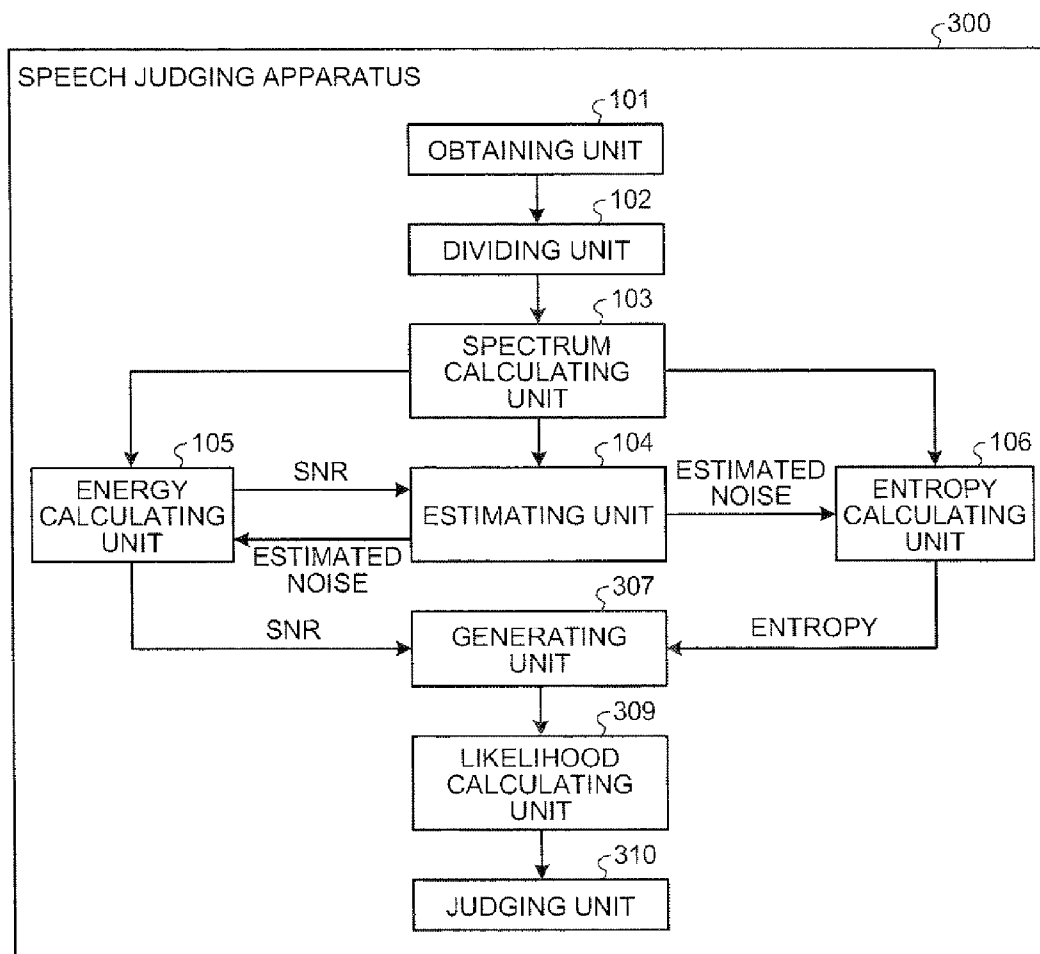 300
SPEECH JUDGING APPARATUS
101
OBTAINING UNIT
102
DIVIDING UNIT
103
SPECTRUM
CALCULATING
UNIT
105
ENERGY
CALCULATING
UNIT
SNR
104
ESTIMATING UNIT
ESTIMATED
NOISE
106
ENTROPY
CALCULATING
UNIT
ESTIMATED
NOISE
SNR
307
GENERATING
UNIT
ENTROPY
309
LIKELIHOOD
CALCULATING
UNIT
310
JUDGING UNIT